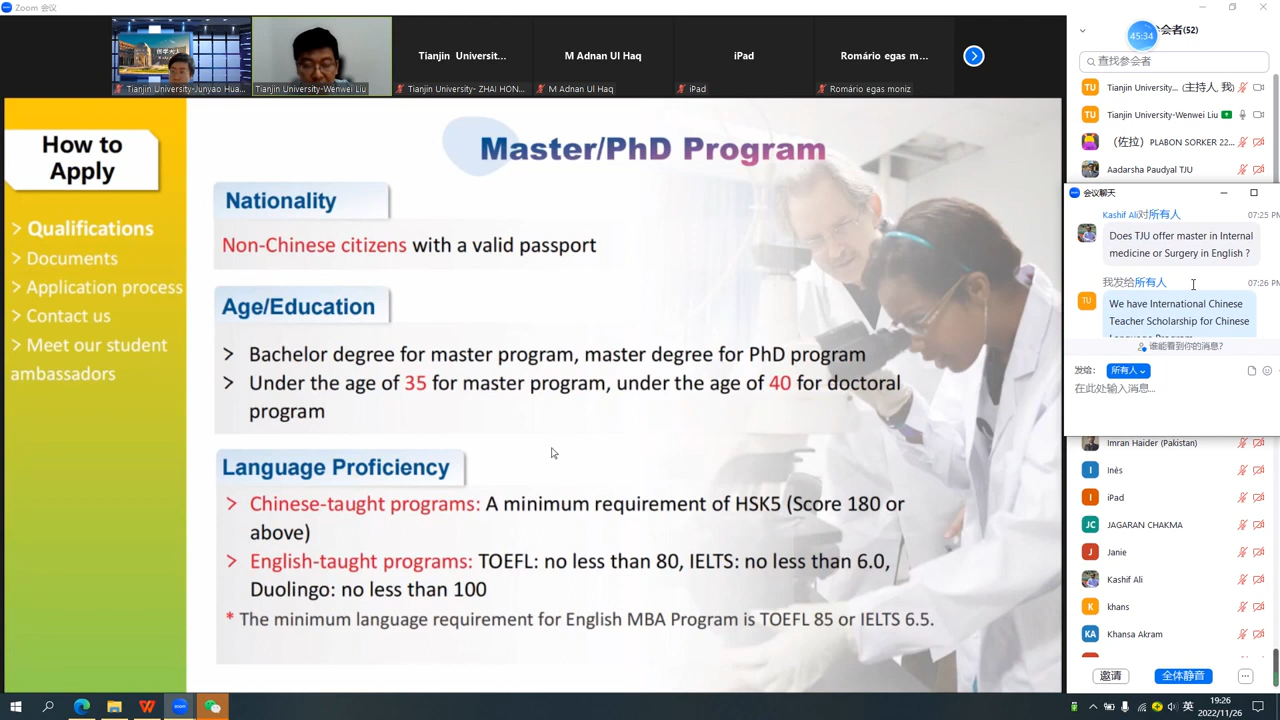 Zoom 会议
Tianjin University-Junyao Hua...
Tianjin University-Wenwei Liu
Tianjin Universit...
Tianjin University- ZHAI HON...
M Adnan Ul Haq
M Adnan Ul Haq
iPad
iPad
Romário egas m...
Romário egas moniz
How to
Apply
> Qualifications
> Documents
> Application process
> Contact us
> Meet our student
ambassadors
Master/PhD Program
Nationality
Non-Chinese citizens with a valid passport
Age/Education
> Bachelor degree for master program, master degree for PhD program
> Under the age of 35 for master program, under the age of 40 for doctoral
program
Language Proficiency
> Chinese-taught programs: A minimum requirement of HSK5 (Score 180 or
above)
> English-taught programs: TOEFL: no less than 80, IELTS: no less than 6.0,
Duolingo: no less than 100
* The minimum language requirement for English MBA Program is TOEFL 85 or IELTS 6.5.
45:34
会者(52)
查找参会者
TU Tianjin University... (主持人, 我)
TU Tianjin University-Wenwei Liu
（佐拉）PLABON SORKER 22...
Aadarsha Paudyal TJU
会议聊天
Kashif Ali对所有人 07:25 P
Does TJU offer master in Internal
medicine or Surgery in English ?
我发给所有人 07:26 P
TU
We have International Chinese
Teacher Scholarship for Chinese
谁能看到你的消息?
发给: 所有人
在此处输入消息...
Imran Haider (Pakistan)
I Inês
I iPad
JC JAGARAN CHAKMA
J Janie
Kashif Ali
K khans
KA Khansa Akram
邀请
全体静音
...
英
19:26
2022/11/26